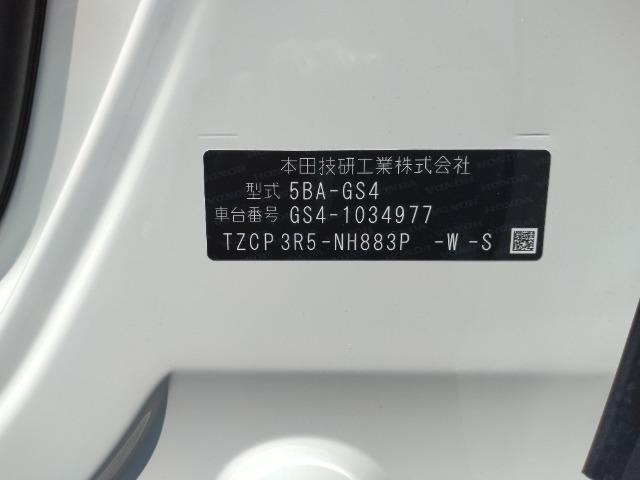 本田技研工業株式会社
型式 5BA-GS4
車台番号 GS4-1034977
TZCP 3R5-NH883P -W -S